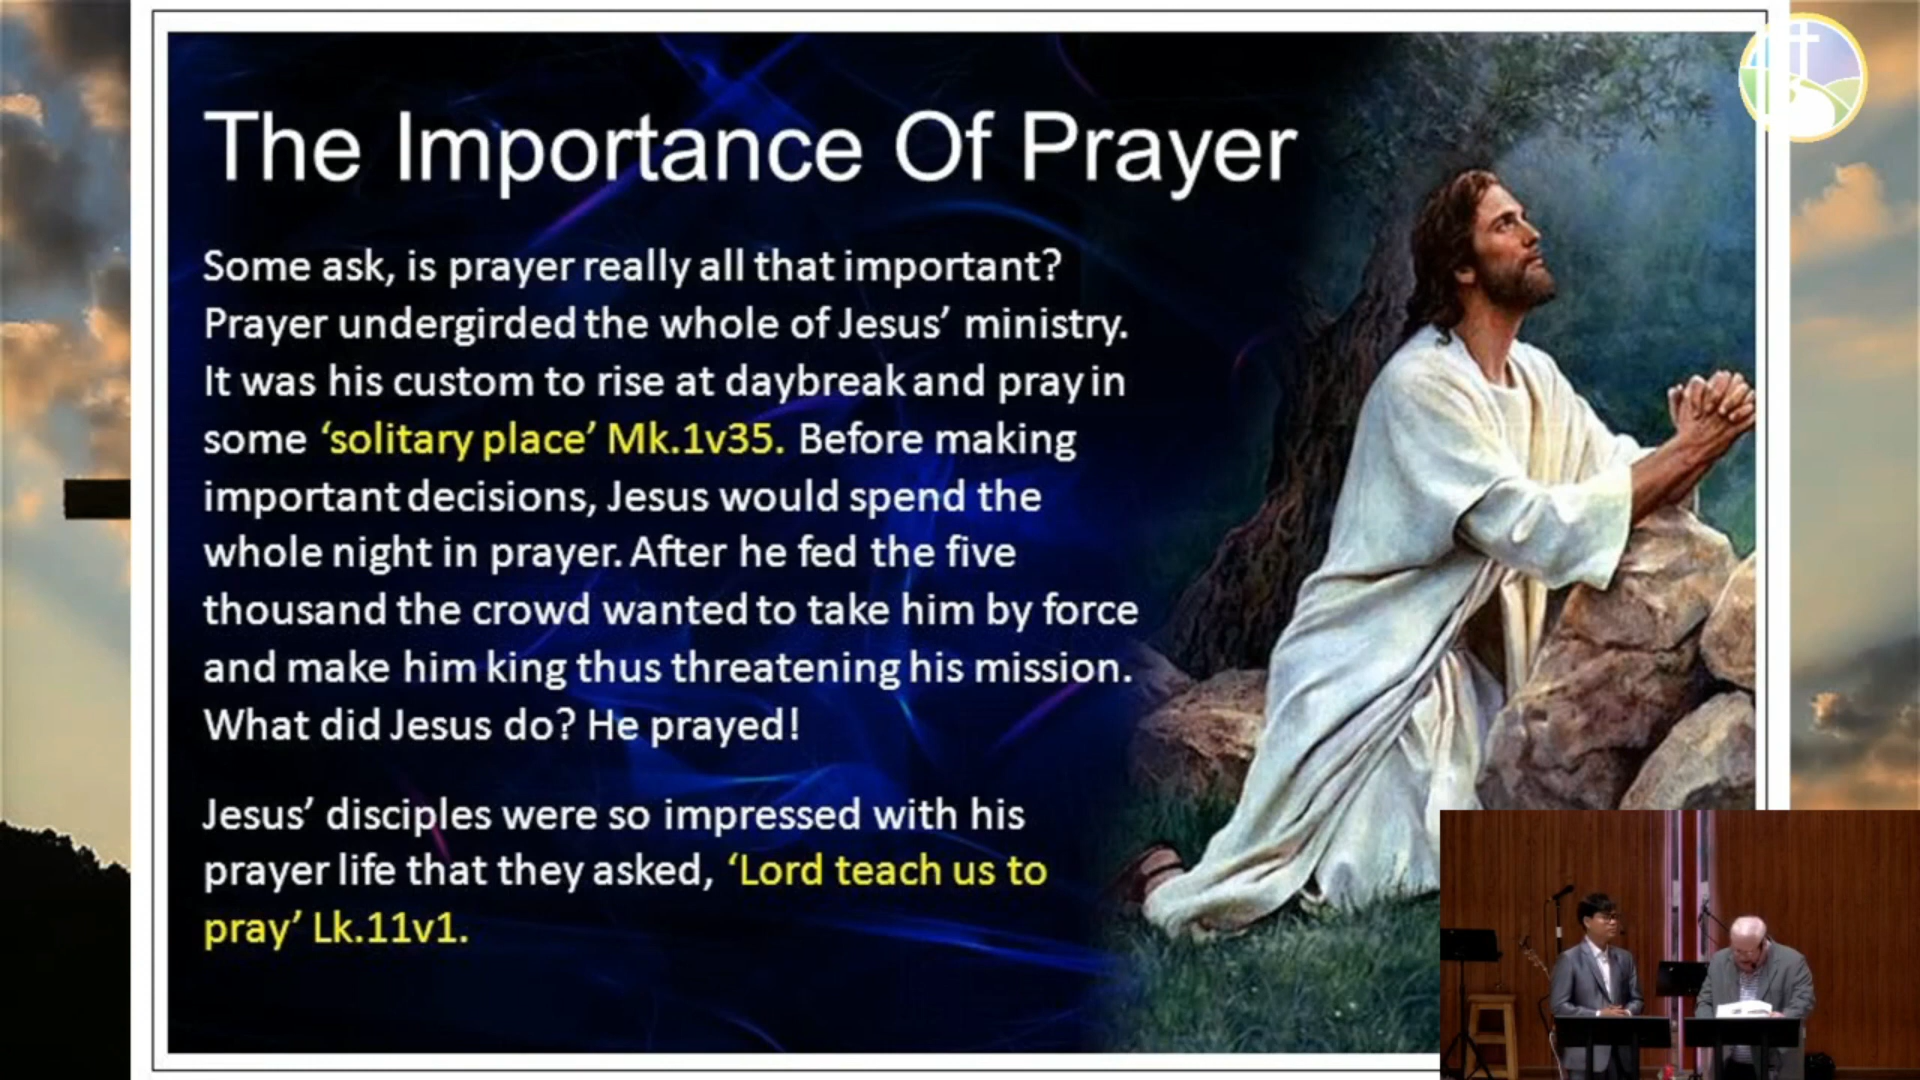 The Importance Of Prayer
Some ask, is prayer really all that important?
Prayer undergirded the whole of Jesus’ ministry.
It was his custom to rise at daybreak and pray in
some ‘solitary place’ Mk.1v35. Before making
important decisions, Jesus would spend the
whole night in prayer. After he fed the five
thousand the crowd wanted to take him by force
and make him king thus threatening his mission.
What did Jesus do? He prayed!
Jesus’ disciples were so impressed with his
prayer life that they asked, ‘Lord teach us to
pray’ Lk.11v1.